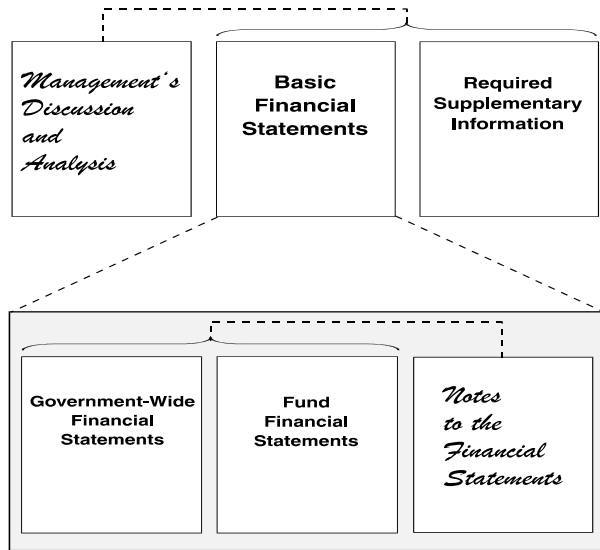 Management's
Discussion
and
Analysis
Basic
Financial
Statements
Required
Supplementary
Information
Government-Wide
Financial
Statements
Fund
Financial
Statements
Notes
to the
Financial
Statements